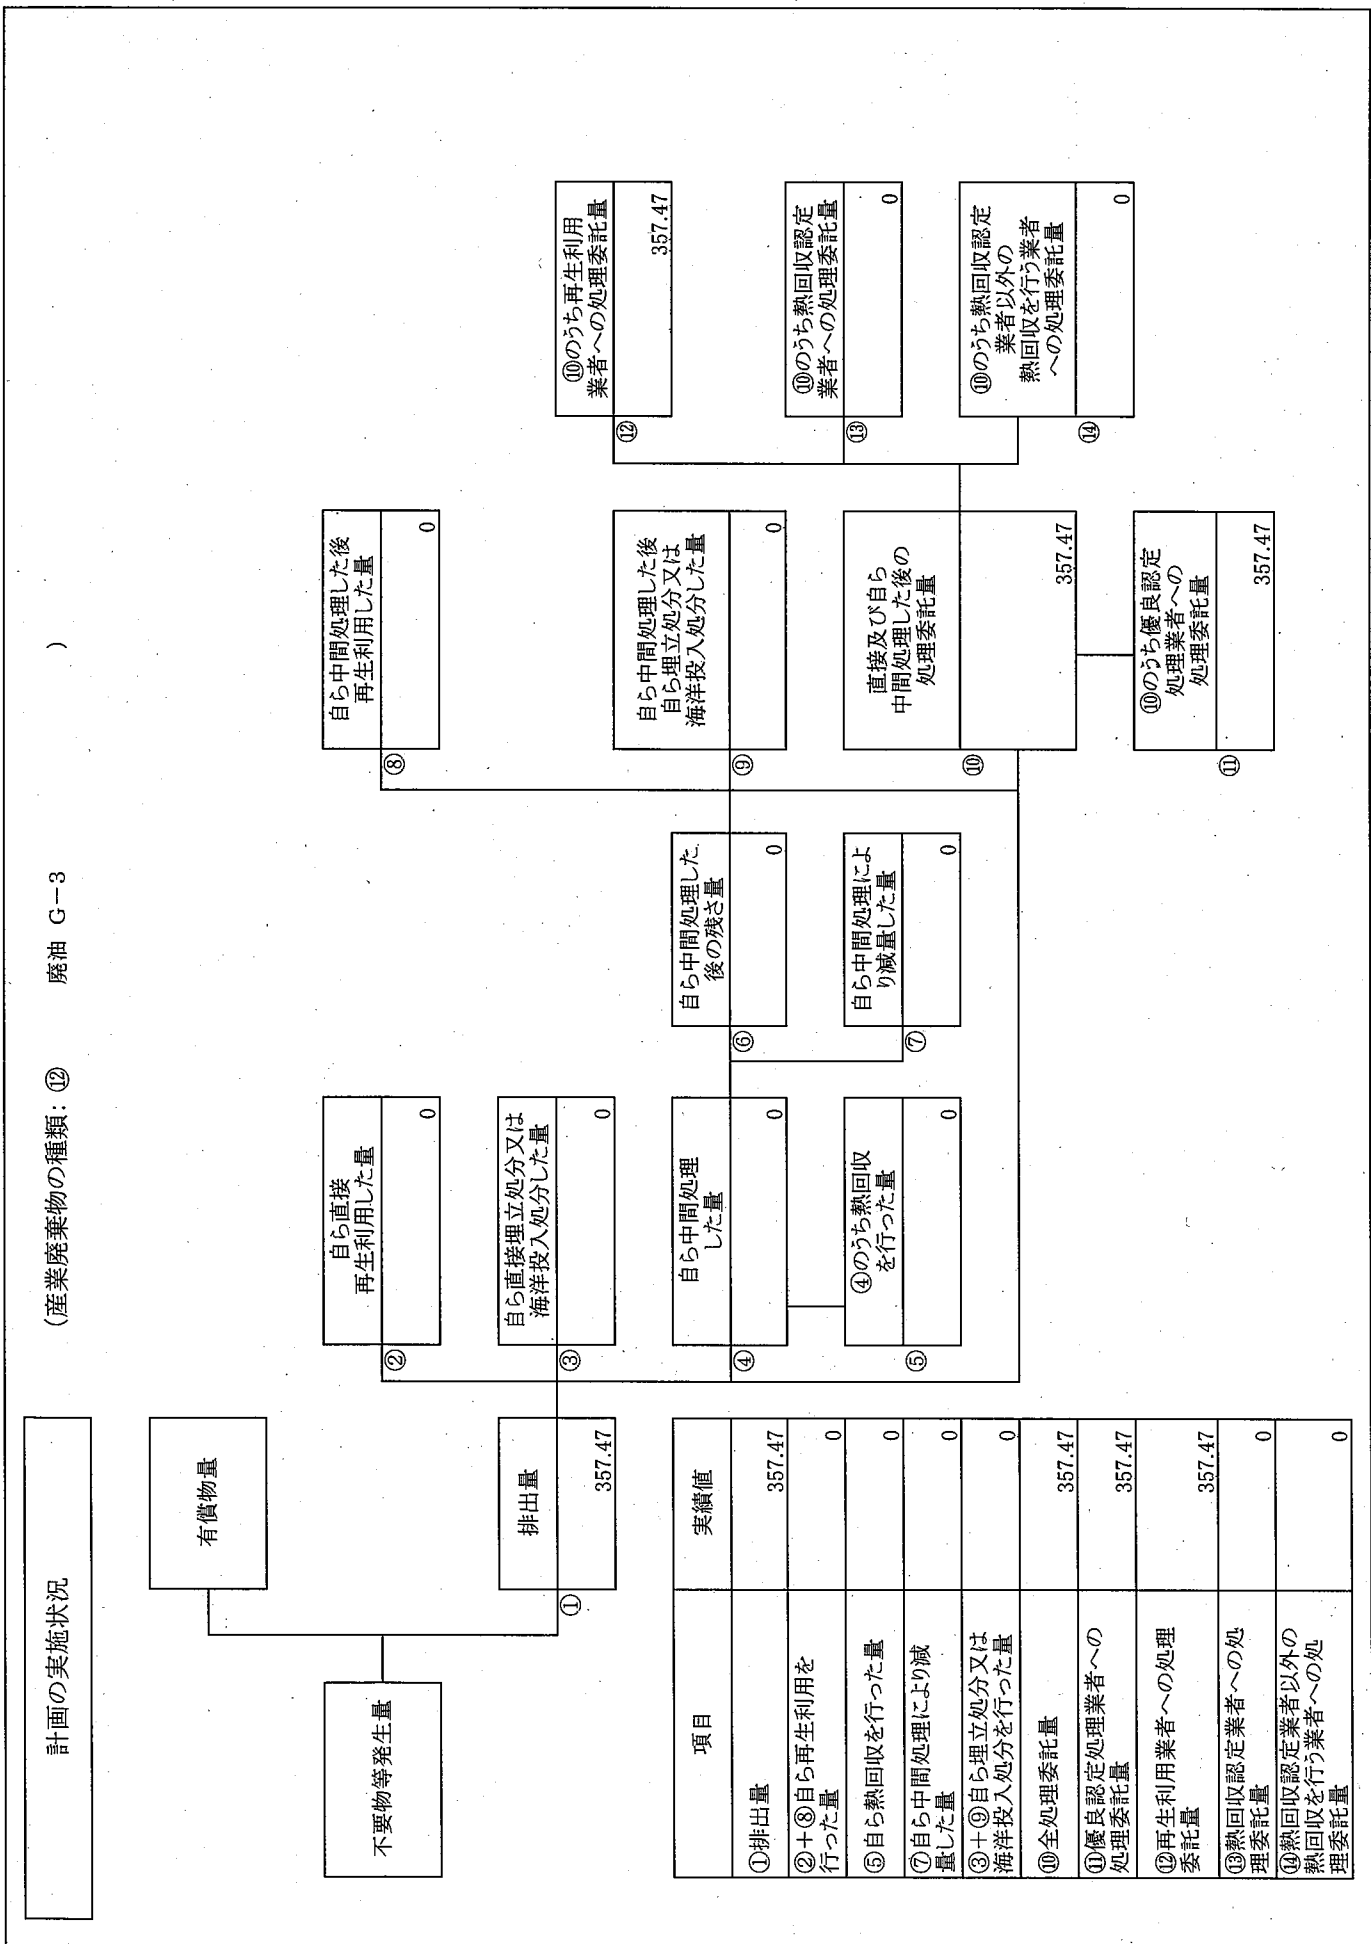 計画の実施状況
(産業廃棄物の種類: ⑫ 廃油 G－3 )
不要物等発生量
有償物量
排出量
①
357.47
自ら直接
再生利用した量
②
0
自ら直接埋立処分又は
海洋投入処分した量
③
0
自ら中間処理
した量
④
0
④のうち熱回収
を行った量
⑤
0
自ら中間処理した
後の残さ量
⑥
0
自ら中間処理によ
り減量した量
⑦
0
自ら中間処理した後
再生利用した量
⑧
0
自ら中間処理した後
自ら埋立処分又は
海洋投入処分した量
⑨
0
直接及び自ら
中間処理した後の
処理委託量
⑩
357.47
⑩のうち優良認定
処理業者への
処理委託量
⑪
357.47
⑩のうち再生利用
業者への処理委託量
⑫
357.47
⑩のうち熱回収認定
業者への処理委託量
⑬
0
⑩のうち熱回収認定
業者以外の
熱回収を行う業者
への処理委託量
⑭
0
項目 実績値
①排出量 357.47
②＋⑧自ら再生利用を
行った量 0
⑤自ら熱回収を行った量 0
⑦自ら中間処理により減
量した量 0
③＋⑨自ら埋立処分又は
海洋投入処分を行った量 0
⑩全処理委託量 357.47
⑪優良認定処理業者への
処理委託量 357.47
⑫再生利用業者への処理
委託量 357.47
⑬熱回収認定業者への処
理委託量 0
⑭熱回収認定業者以外の
熱回収を行う業者への処
理委託量 0